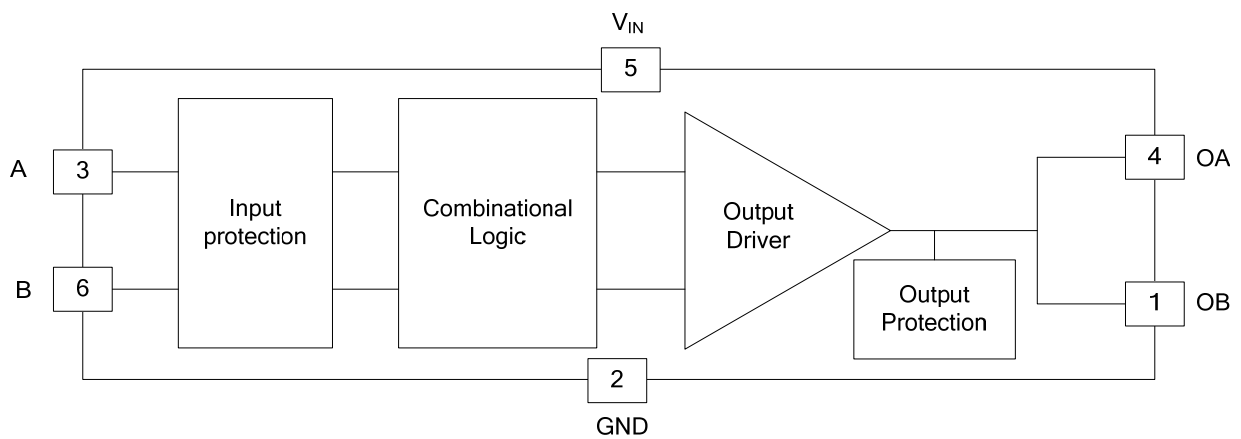 V_IN
5
A
3
4
OA
Input
protection
Combinational
Logic
Output
Driver
B
6
Output
Protection
1
OB
2
GND